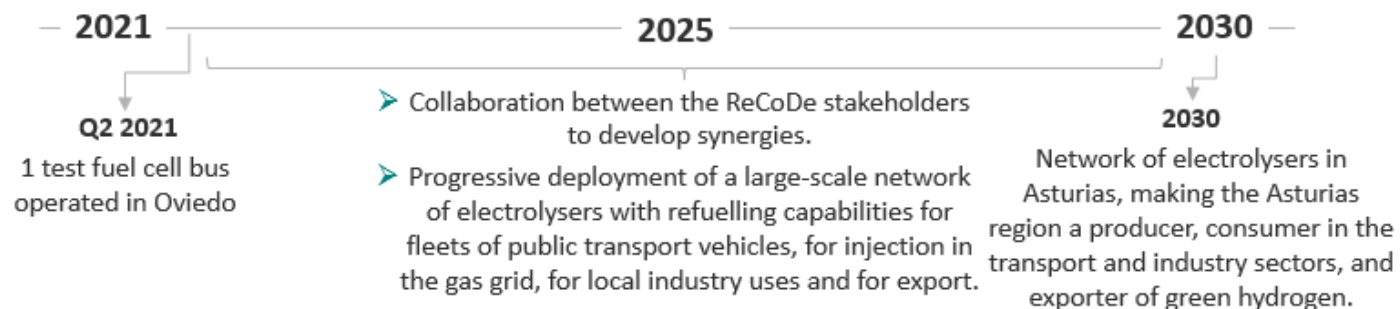 2021
2025
2030
Q2 2021
1 test fuel cell bus
operated in Oviedo
Collaboration between the ReCoDe stakeholders
to develop synergies.
Progressive deployment of a large-scale network
of electrolysers with refuelling capabilities for
fleets of public transport vehicles, for injection in
the gas grid, for local industry uses and for export.
2030
Network of electrolysers in
Asturias, making the Asturias
region a producer, consumer in the
transport and industry sectors, and
exporter of green hydrogen.